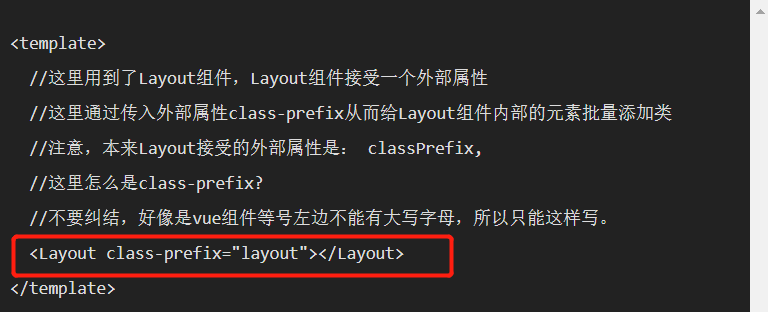 <template>
//这里用到了Layout组件，Layout组件接受一个外部属性
//这里通过传入外部属性class-prefix从而给Layout组件内部的元素批量添加类
//注意，本来Layout接受的外部属性是： classPrefix,
//这里怎么是class-prefix?
//不要纠结，好像是vue组件等号左边不能有大写字母，所以只能这样写。
<Layout class-prefix="layout"></Layout>
</template>